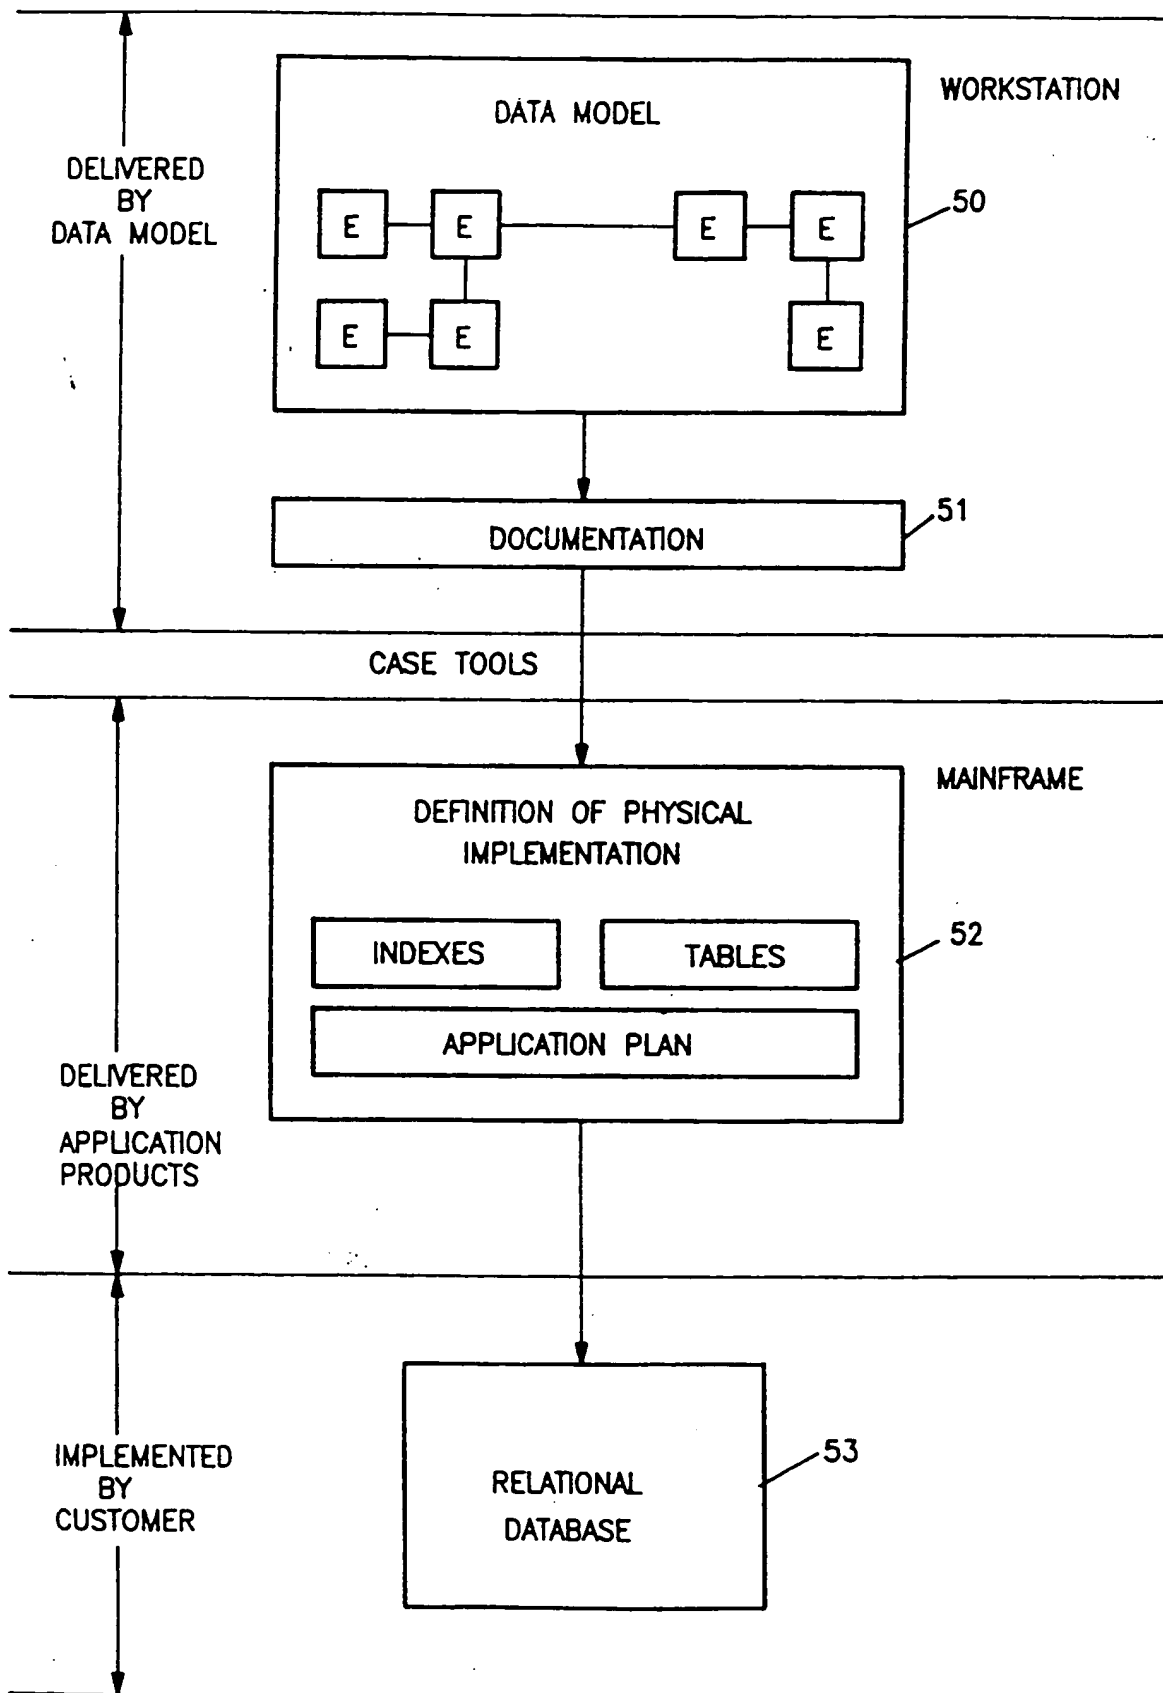 WORKSTATION
DATA MODEL
DELIVERED
BY
DATA MODEL
50
E E E E
E E E
51
DOCUMENTATION
CASE TOOLS
MAINFRAME
DEFINITION OF PHYSICAL
IMPLEMENTATION
52
INDEXES TABLES
APPLICATION PLAN
DELIVERED
BY
APPLICATION
PRODUCTS
IMPLEMENTED
BY
CUSTOMER
53
RELATIONAL
DATABASE